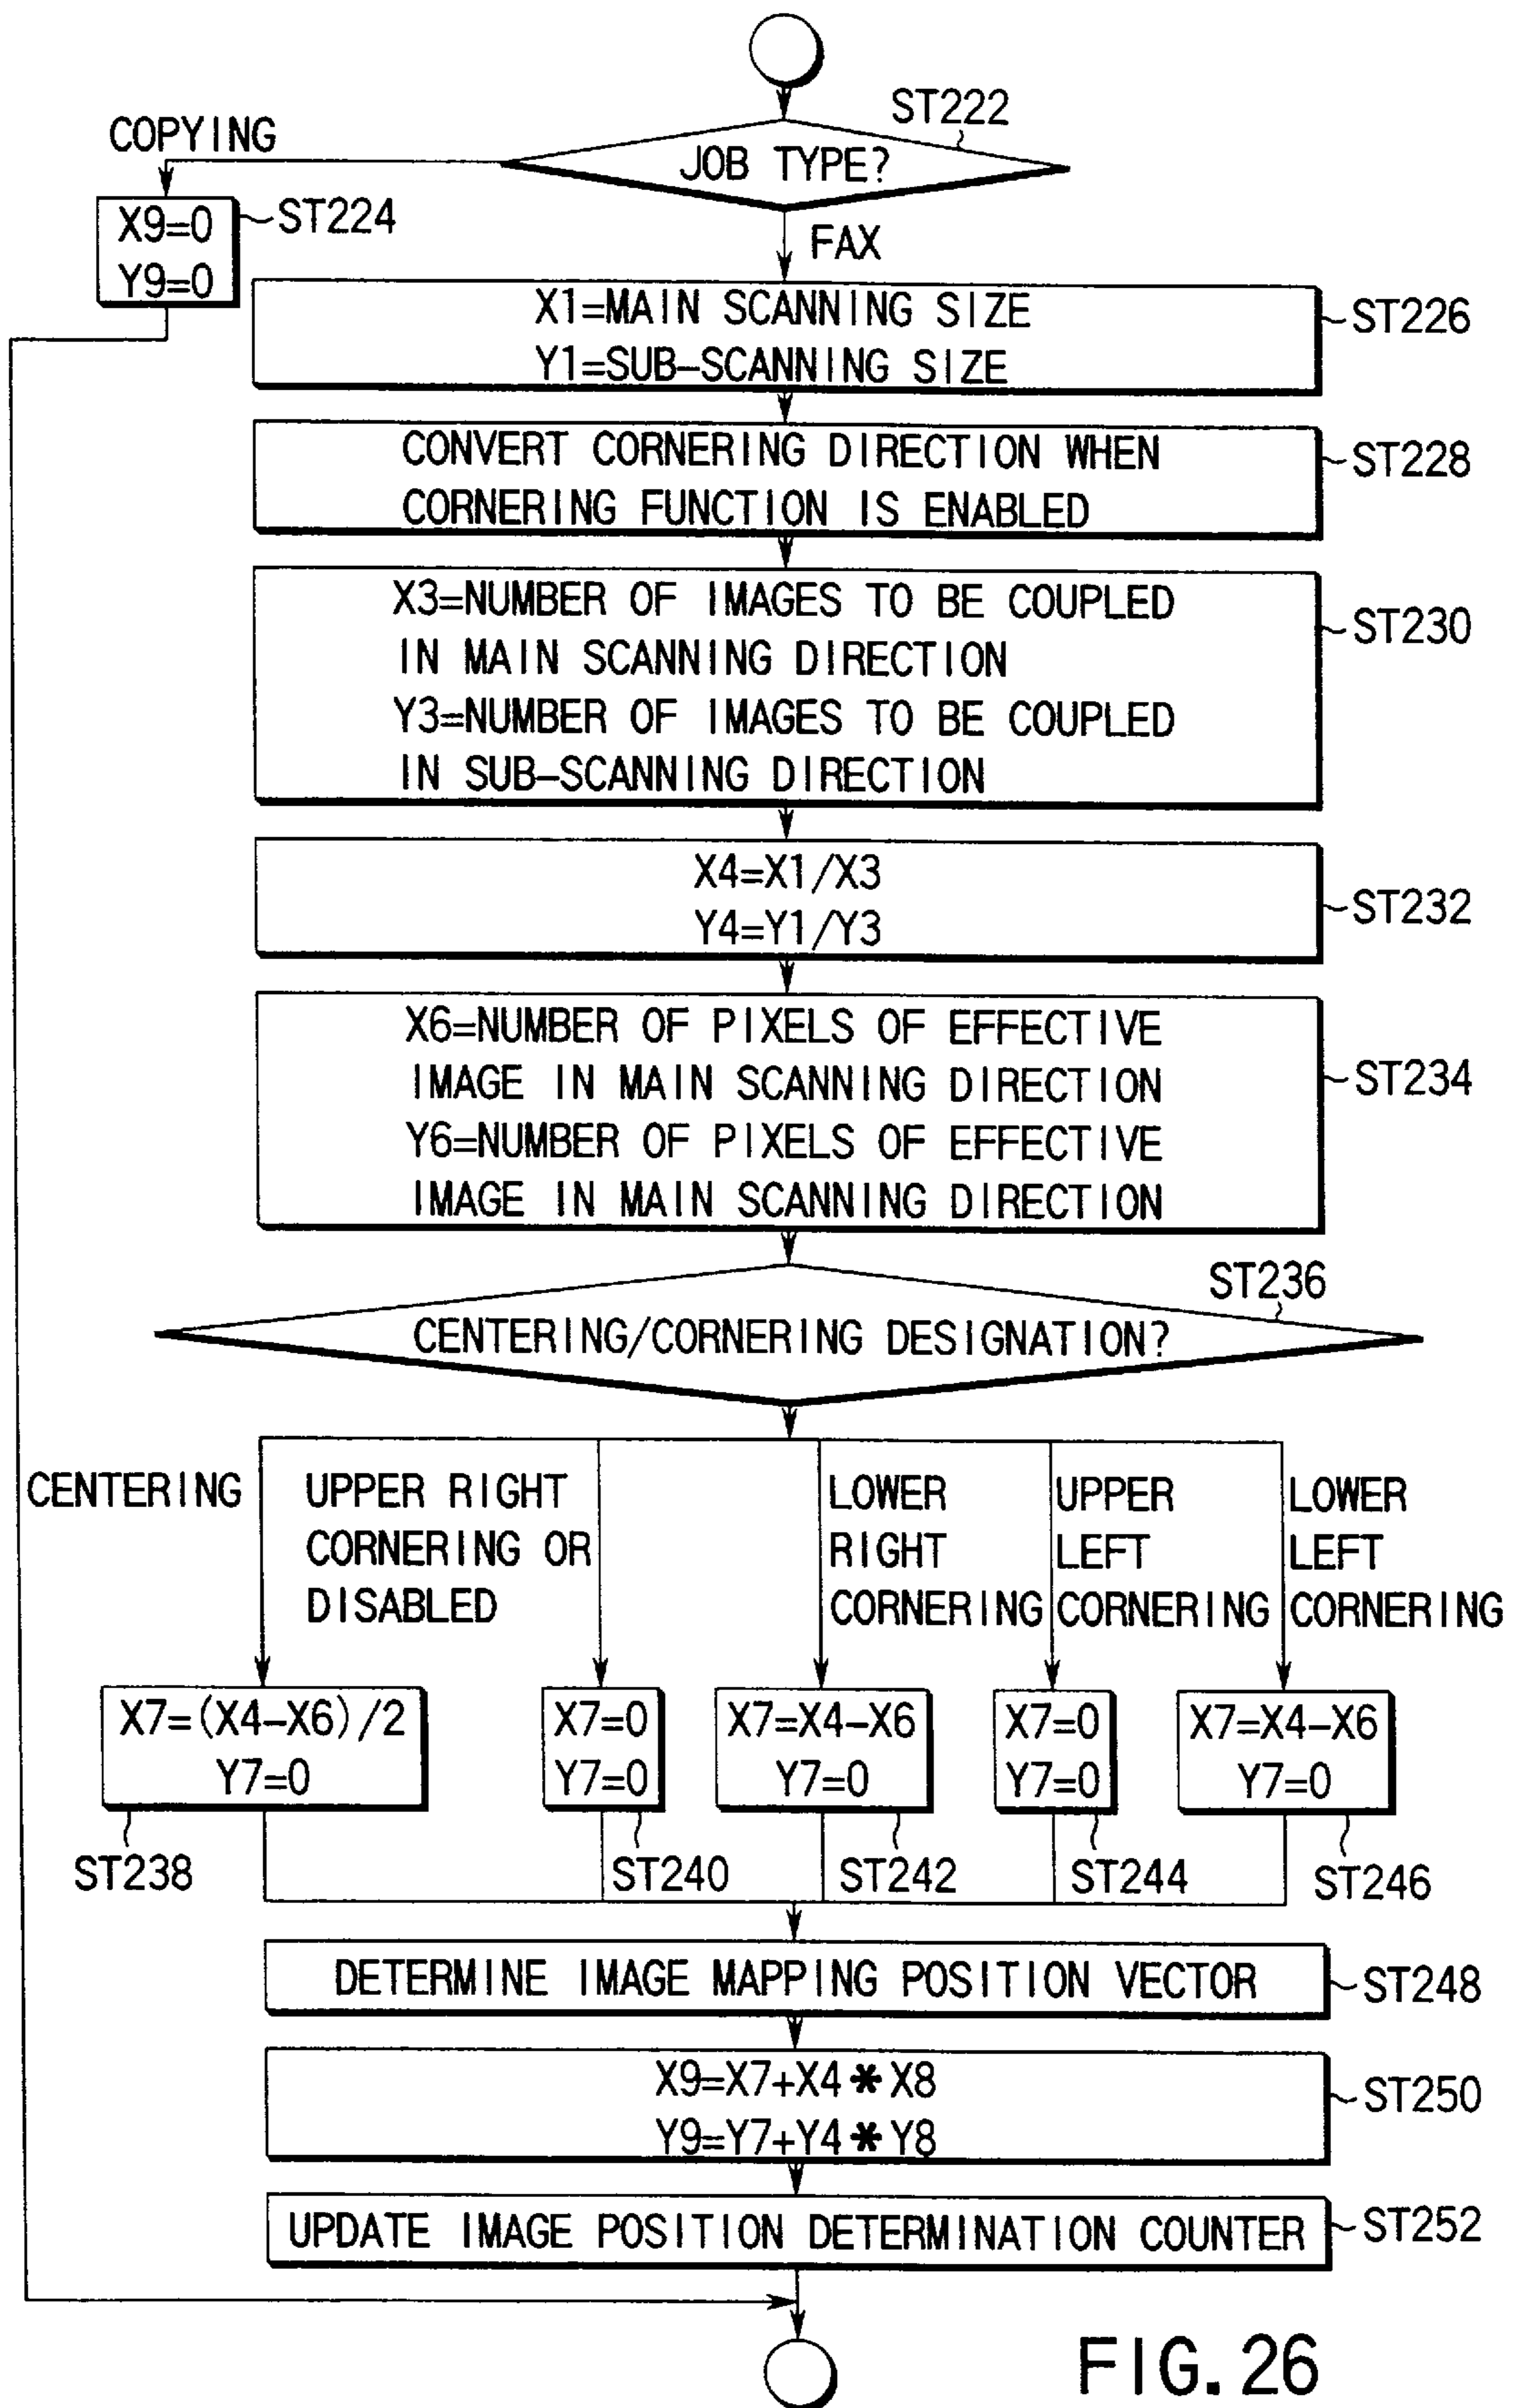 ST222
COPYING
JOB TYPE?
X9=0
Y9=0
ST224
FAX
X1=MAIN SCANNING SIZE
Y1=SUB-SCANNING SIZE
ST226
CONVERT CORNERING DIRECTION WHEN
CORNERING FUNCTION IS ENABLED
ST228
X3=NUMBER OF IMAGES TO BE COUPLED
IN MAIN SCANNING DIRECTION
Y3=NUMBER OF IMAGES TO BE COUPLED
IN SUB-SCANNING DIRECTION
ST230
X4=X1/X3
Y4=Y1/Y3
ST232
X6=NUMBER OF PIXELS OF EFFECTIVE
IMAGE IN MAIN SCANNING DIRECTION
Y6=NUMBER OF PIXELS OF EFFECTIVE
IMAGE IN MAIN SCANNING DIRECTION
ST234
ST236
CENTERING/CORNERING DESIGNATION?
CENTERING
UPPER RIGHT
CORNERING OR
DISABLED
LOWER
RIGHT
CORNERING
UPPER
LEFT
CORNERING
LOWER
LEFT
CORNERING
X7=(X4-X6)/2
Y7=0
X7=0
Y7=0
X7=X4-X6
Y7=0
X7=0
Y7=0
X7=X4-X6
Y7=0
ST238
ST240
ST242
ST244
ST246
DETERMINE IMAGE MAPPING POSITION VECTOR
ST248
X9=X7+X4*X8
Y9=Y7+Y4*Y8
ST250
UPDATE IMAGE POSITION DETERMINATION COUNTER
ST252
FIG. 26